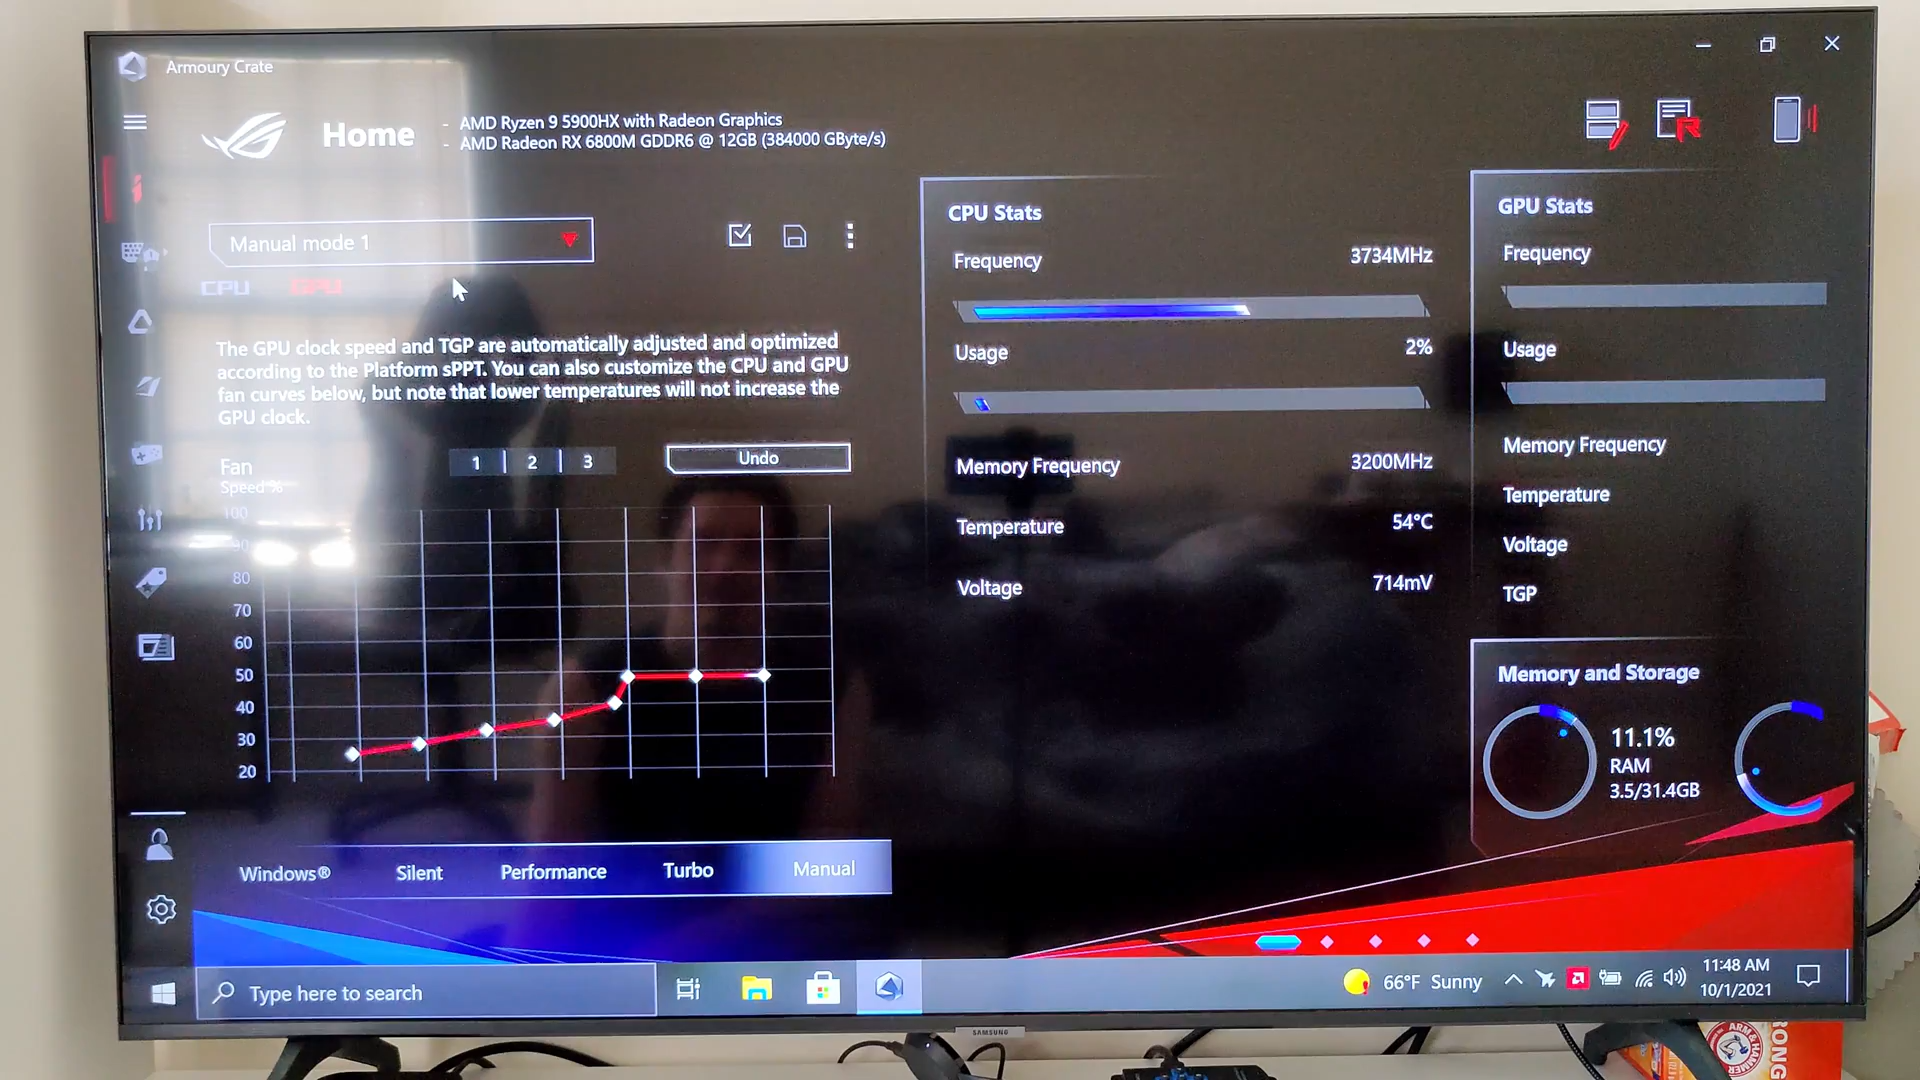 Armoury Crate
Home
- AMD Ryzen 9 5900HX with Radeon Graphics
- AMD Radeon RX 6800M GDDR6 @ 12GB (384000 GByte/s)
Manual mode 1
CPU GPU
The GPU clock speed and TGP are automatically adjusted and optimized
according to the Platform sPPT. You can also customize the CPU and GPU
fan curves below, but note that lower temperatures will not increase the
GPU clock.
Fan
Speed %
1 | 2 | 3
Undo
100
90
80
70
60
50
40
30
20
Windows® Silent Performance Turbo Manual
CPU Stats
Frequency 3734MHz
Usage 2%
Memory Frequency 3200MHz
Temperature 54°C
Voltage 714mV
GPU Stats
Frequency
Usage
Memory Frequency
Temperature
Voltage
TGP
Memory and Storage
11.1%
RAM
3.5/31.4GB
Type here to search
66°F Sunny
11:48 AM
10/1/2021
SAMSUNG
ARM &
HAMMER